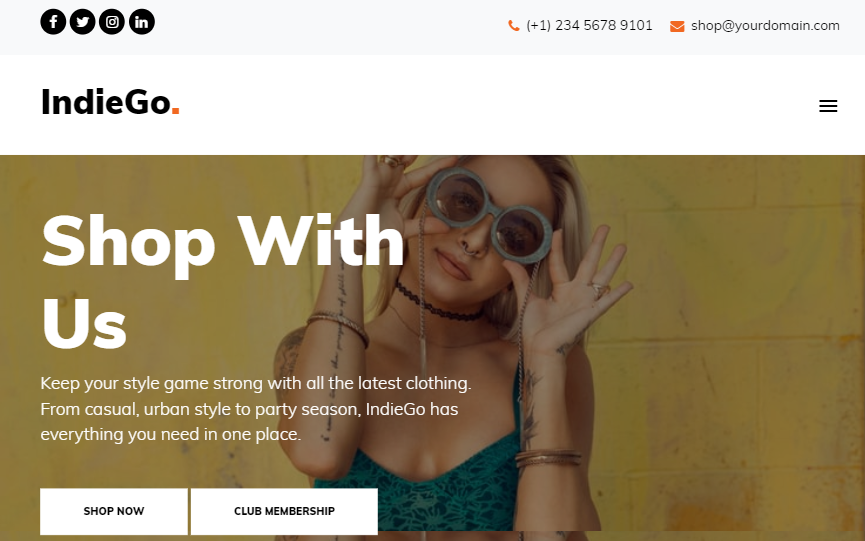 (+1) 234 5678 9101 shop@yourdomain.com
IndieGo.
Shop With
Us
Keep your style game strong with all the latest clothing.
From casual, urban style to party season, IndieGo has
everything you need in one place.
SHOP NOW CLUB MEMBERSHIP